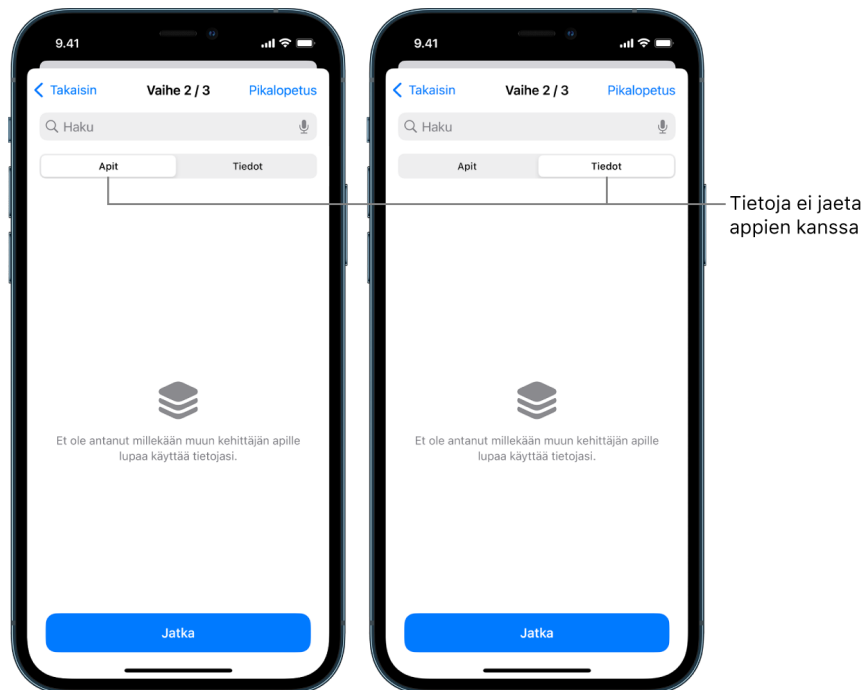 9.41
Takaisin Vaihe 2 / 3 Pikalopetus
Haku
Apit Tiedot
Et ole antanut millekään muun kehittäjän apille
lupaa käyttää tietojasi.
Jatka
9.41
Takaisin Vaihe 2 / 3 Pikalopetus
Haku
Apit Tiedot
Et ole antanut millekään muun kehittäjän apille
lupaa käyttää tietojasi.
Jatka
Tietoja ei jaeta
appien kanssa